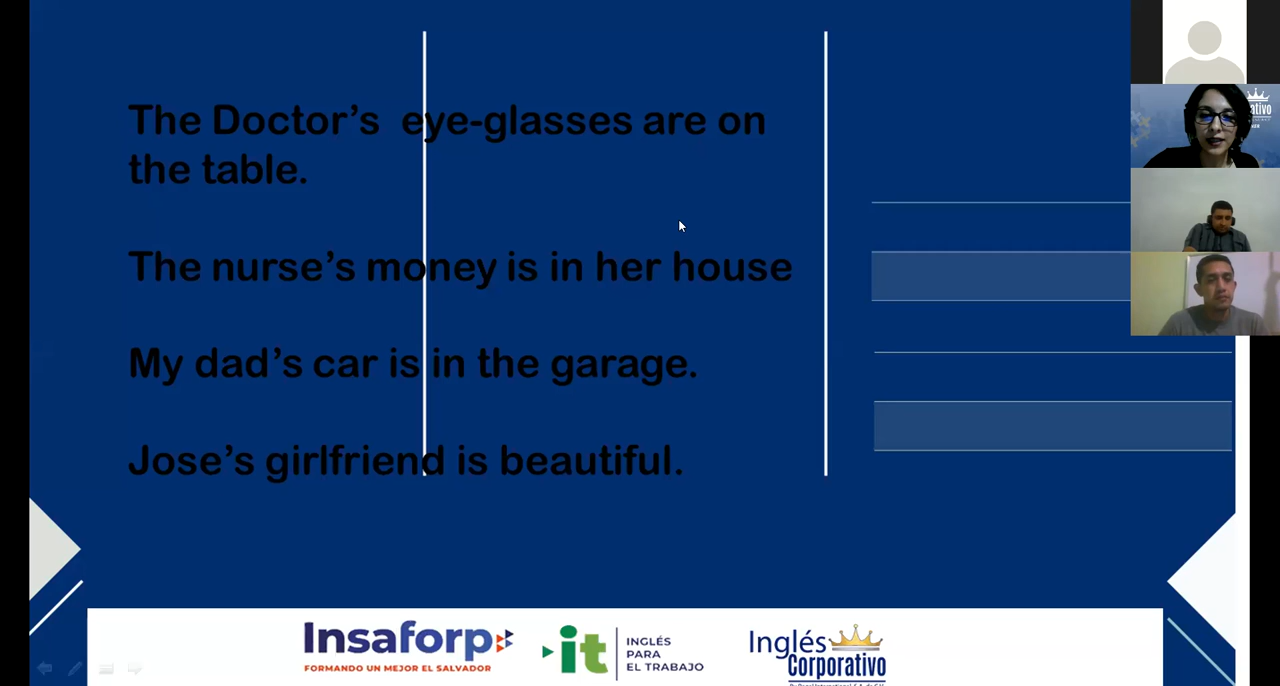 The Doctor's eye-glasses are on
the table.
The nurse's money is in her house
My dad's car is in the garage.
Jose's girlfriend is beautiful.
Insaforp
FORMANDO UN MEJOR EL SALVADOR
it
INGLÉS
PARA
EL TRABAJO
Inglés
Corporativo